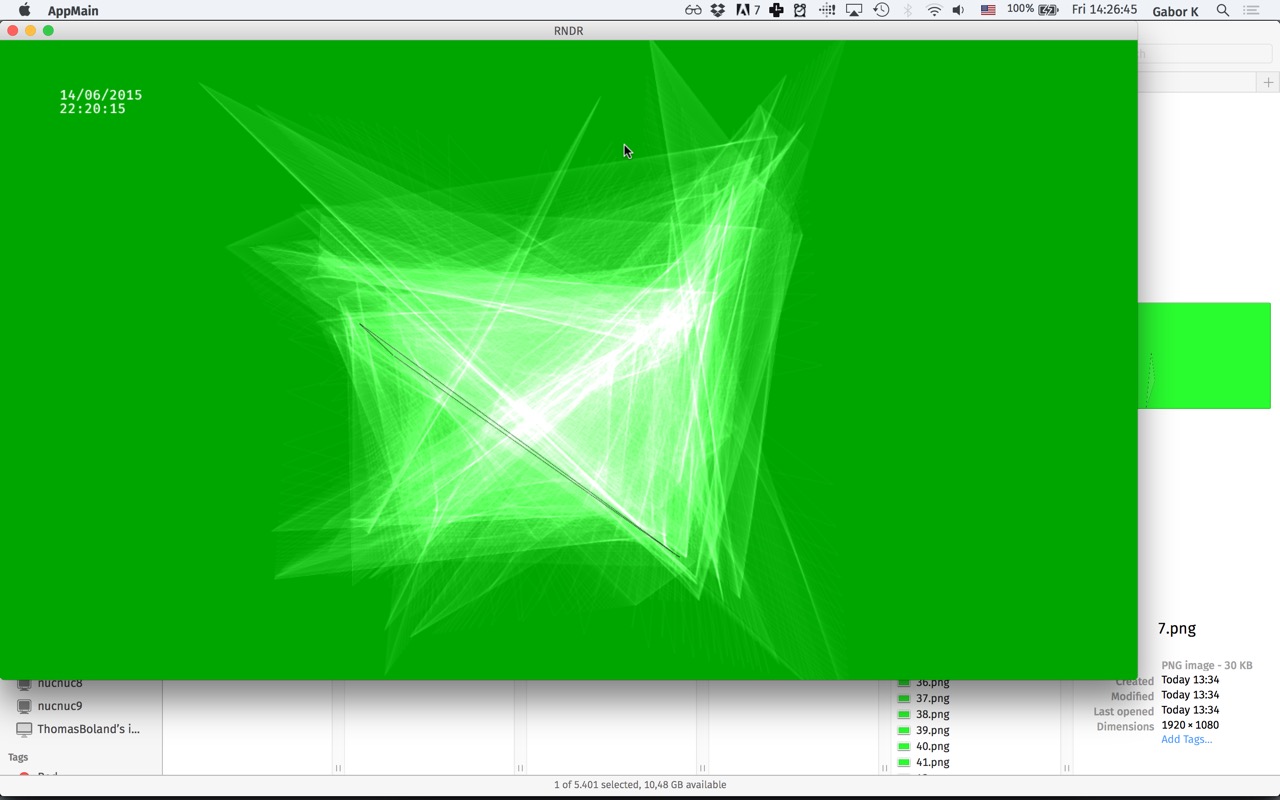 AppMain
7
100%
Fri 14:26:45
Gabor K
RNDR
14/06/2015
22:20:15
7.png
PNG image - 30 KB
Created Today 13:34
Modified Today 13:34
Last opened Today 13:34
Dimensions 1920 × 1080
Add Tags...
nucnuc8
nucnuc9
ThomasBoland’s i...
Tags
36.png
37.png
38.png
39.png
40.png
41.png
1 of 5.401 selected, 10,48 GB available